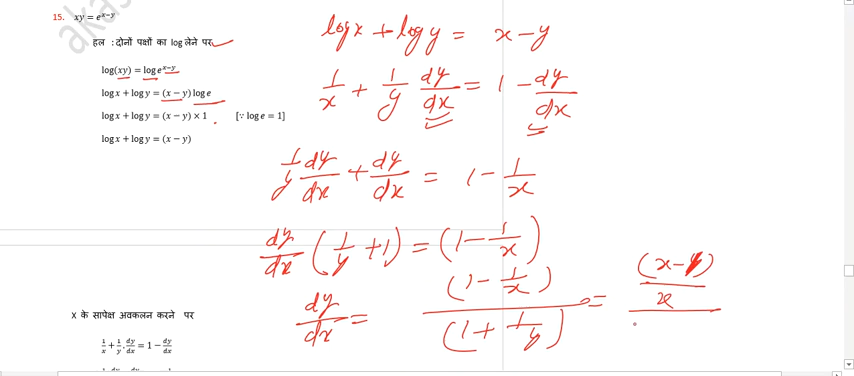 15. xy = e^{x−y}
हल : दोनों पक्षों का log लेने पर
log(xy) = log e^{x−y}
log x + log y = (x − y) log e
log x + log y = (x − y) × 1 [∵ log e = 1]
log x + log y = (x − y)
X के सापेक्ष अवकलन करने पर
1/x + 1/y . dy/dx = 1 − dy/dx
log x + log y = x − y
1/x + 1/y dy/dx = 1 − dy/dx
1/y dy/dx + dy/dx = 1 − 1/x
dy/dx (1/y + 1) = (1 − 1/x)
dy/dx = (1 − 1/x) / (1 + 1/y) = (x − y)/x